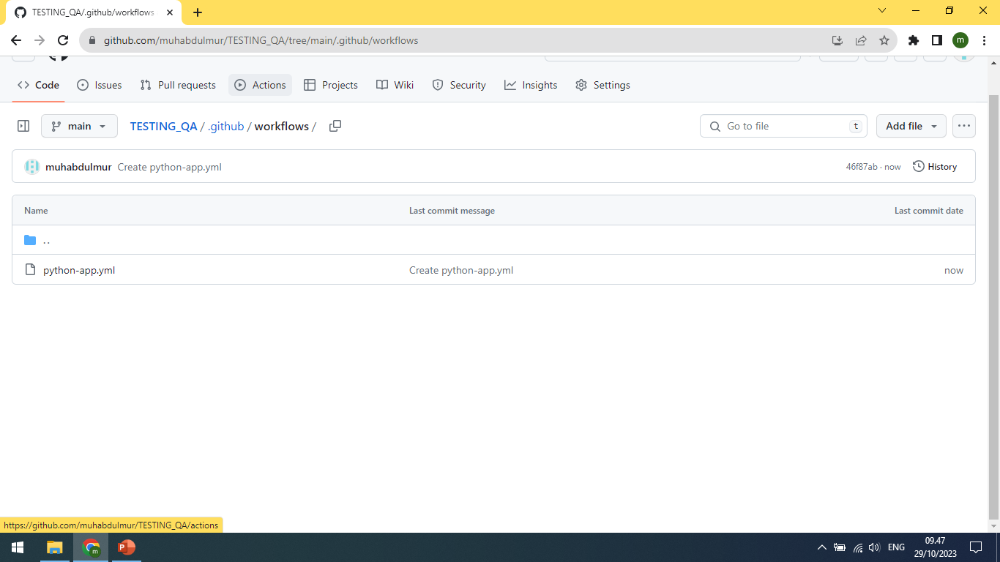 TESTING_QA/.github/workflows
github.com/muhabdulmur/TESTING_QA/tree/main/.github/workflows
m
Code Issues Pull requests Actions Projects Wiki Security Insights Settings
main TESTING_QA / .github / workflows / Go to file t Add file
muhabdulmur Create python-app.yml 46f87ab · now History
Name Last commit message Last commit date
..
python-app.yml Create python-app.yml now
https://github.com/muhabdulmur/TESTING_QA/actions
m P ENG 09.47
29/10/2023